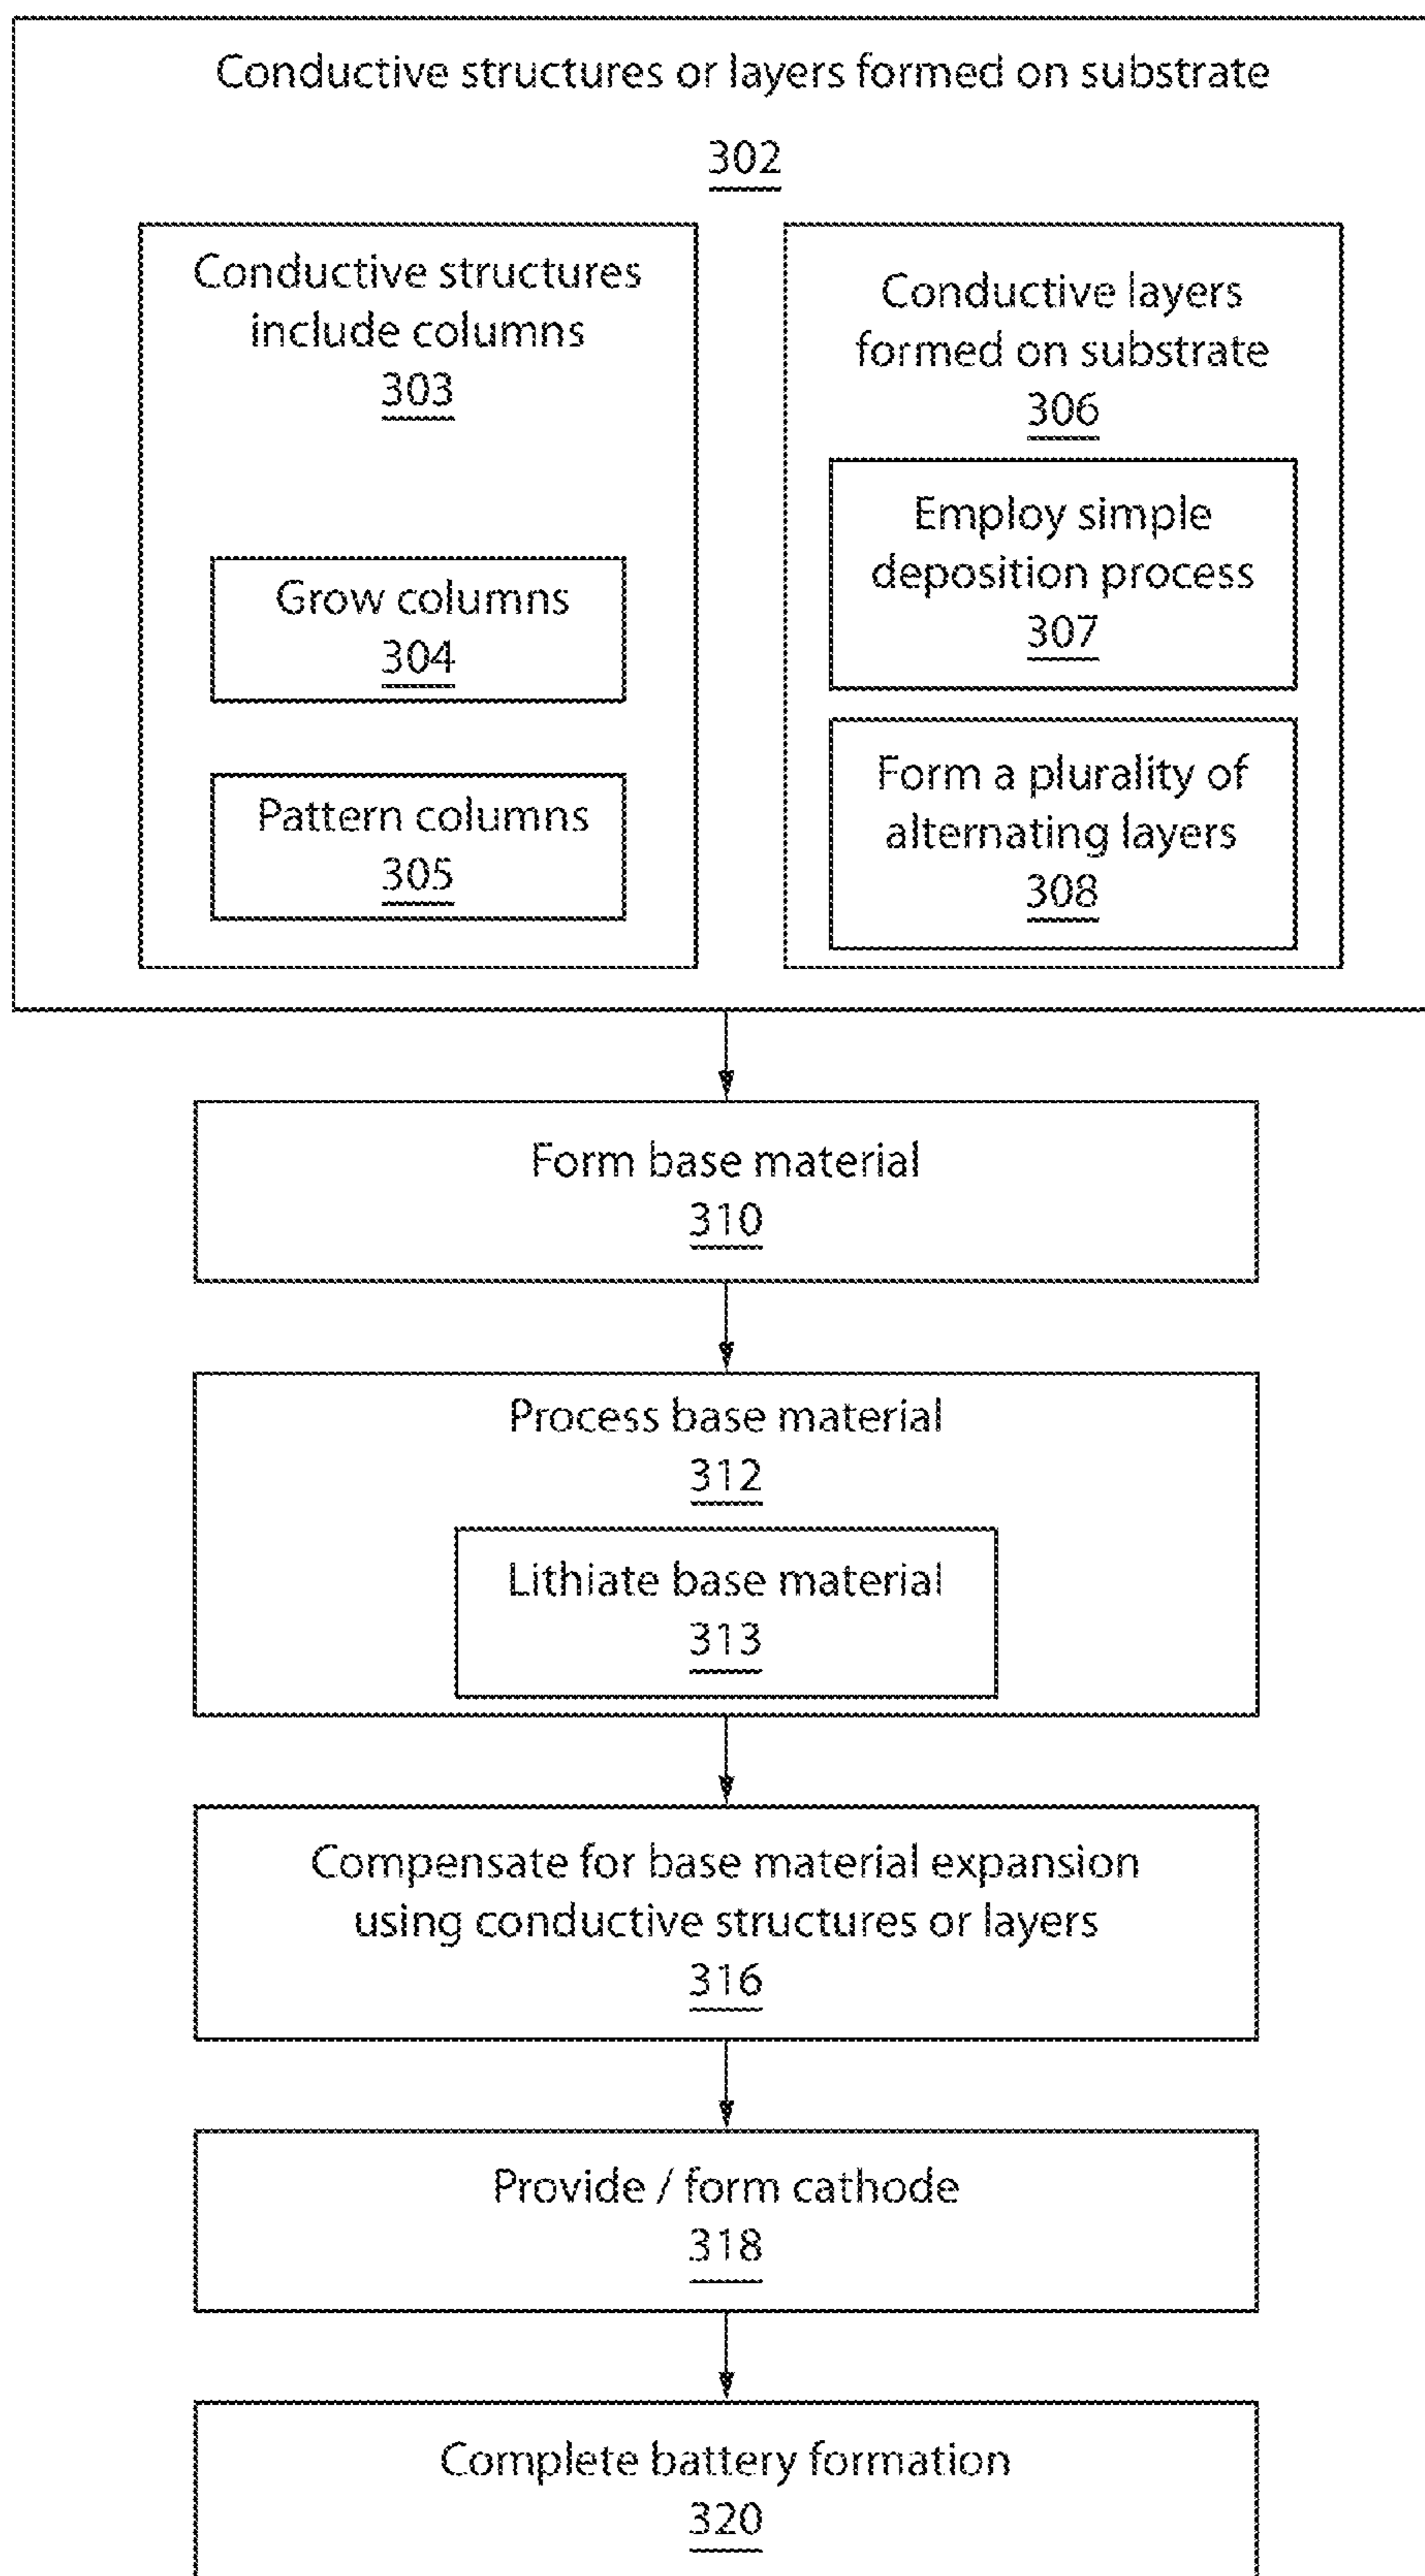 Conductive structures or layers formed on substrate
302
Conductive structures
include columns
303
Grow columns
304
Pattern columns
305
Conductive layers
formed on substrate
306
Employ simple
deposition process
307
Form a plurality of
alternating layers
308
Form base material
310
Process base material
312
Lithiate base material
313
Compensate for base material expansion
using conductive structures or layers
316
Provide / form cathode
318
Complete battery formation
320